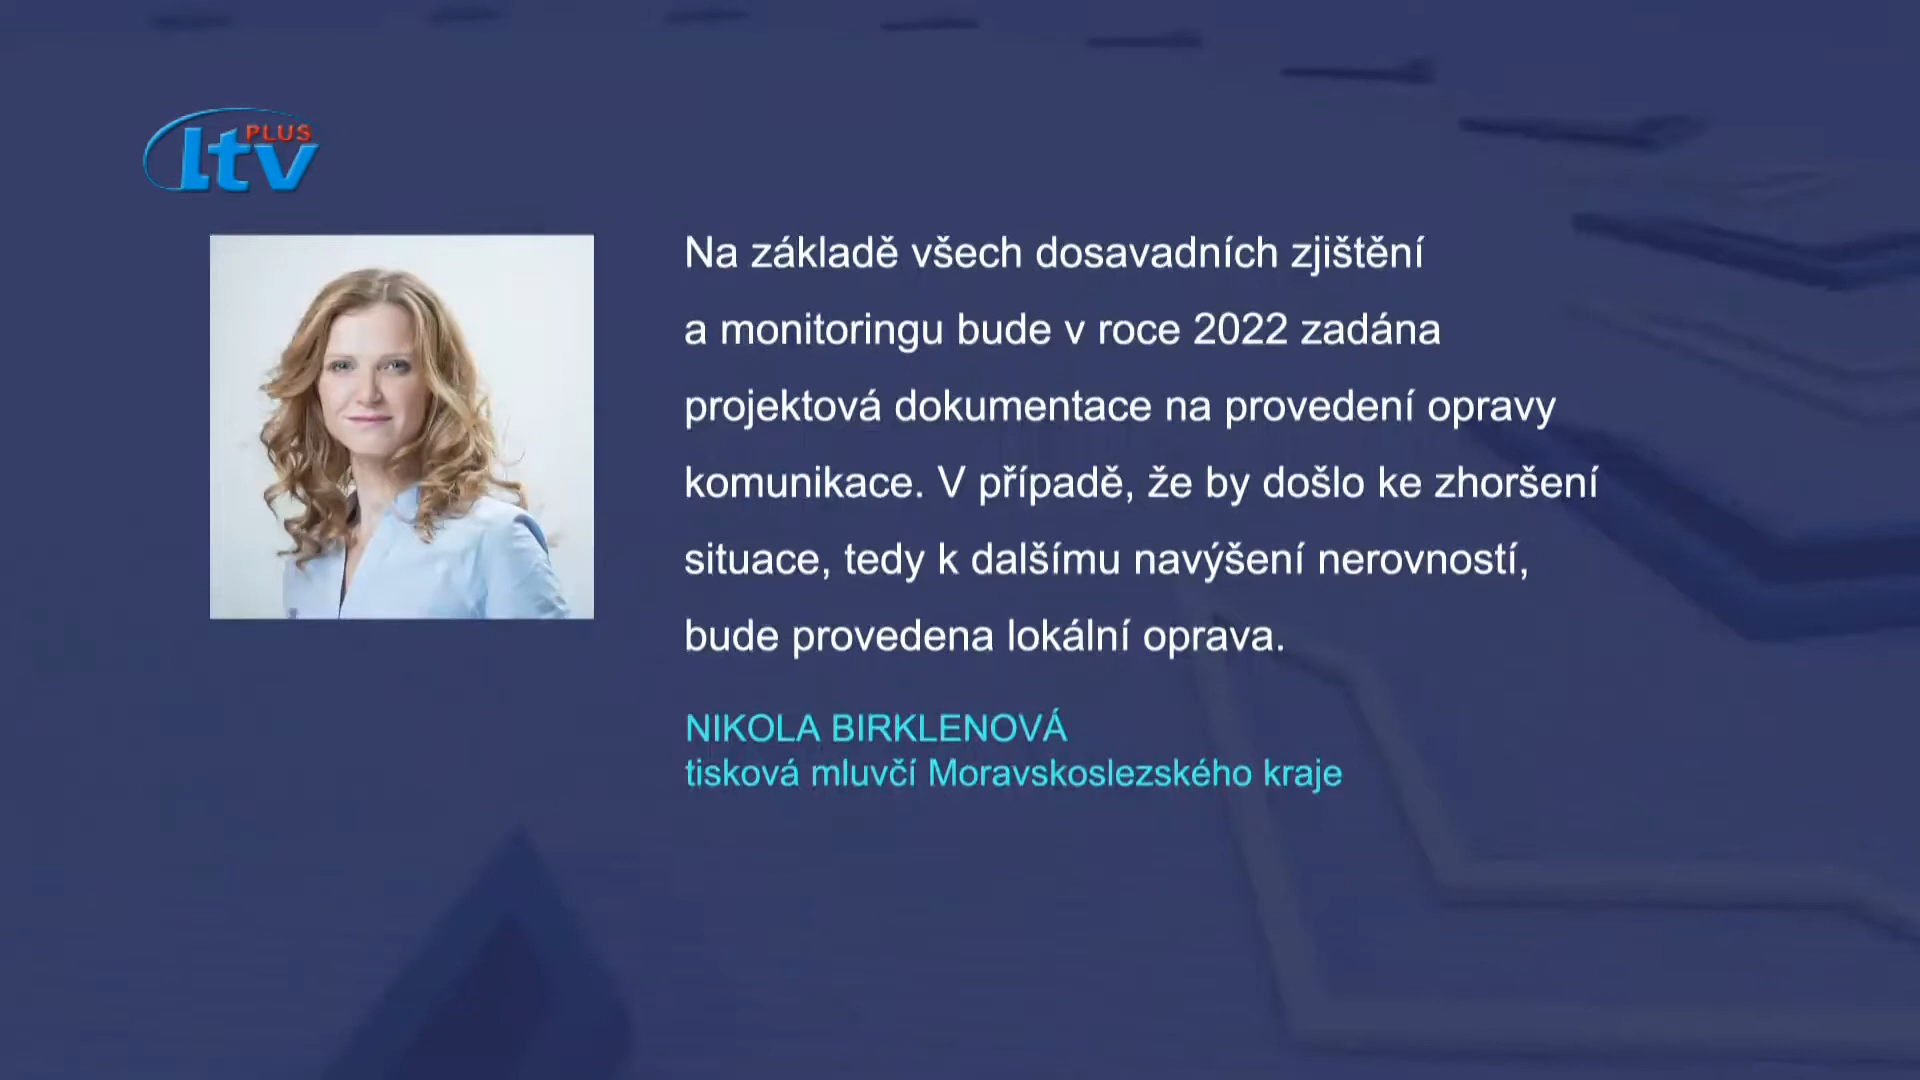 ltv PLUS
Na základě všech dosavadních zjištění
a monitoringu bude v roce 2022 zadána
projektová dokumentace na provedení opravy
komunikace. V případě, že by došlo ke zhoršení
situace, tedy k dalšímu navýšení nerovností,
bude provedena lokální oprava.
NIKOLA BIRKLENOVÁ
tisková mluvčí Moravskoslezského kraje